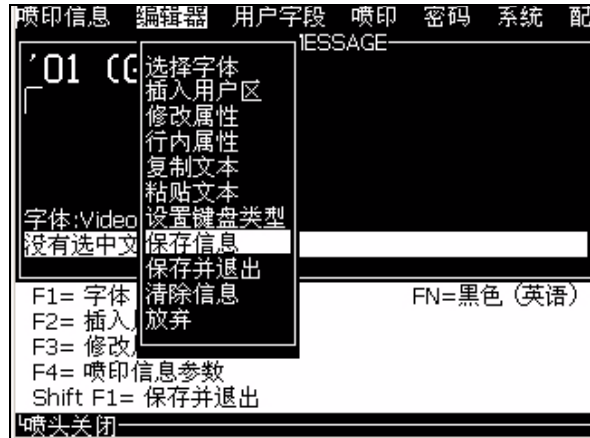 喷印信息 编辑器 用户字段 喷印 密码 系统 配
MESSAGE
'01 (G
选择字体
插入用户区
修改属性
行内属性
复制文本
粘贴文本
字体:Video 设置键盘类型
没有选中文 保存信息
保存并退出
F1= 字体 清除信息 FN=黑色 (英语)
F2= 插入 放弃
F3= 修改
F4= 喷印信息参数
Shift F1= 保存并退出
喷头关闭